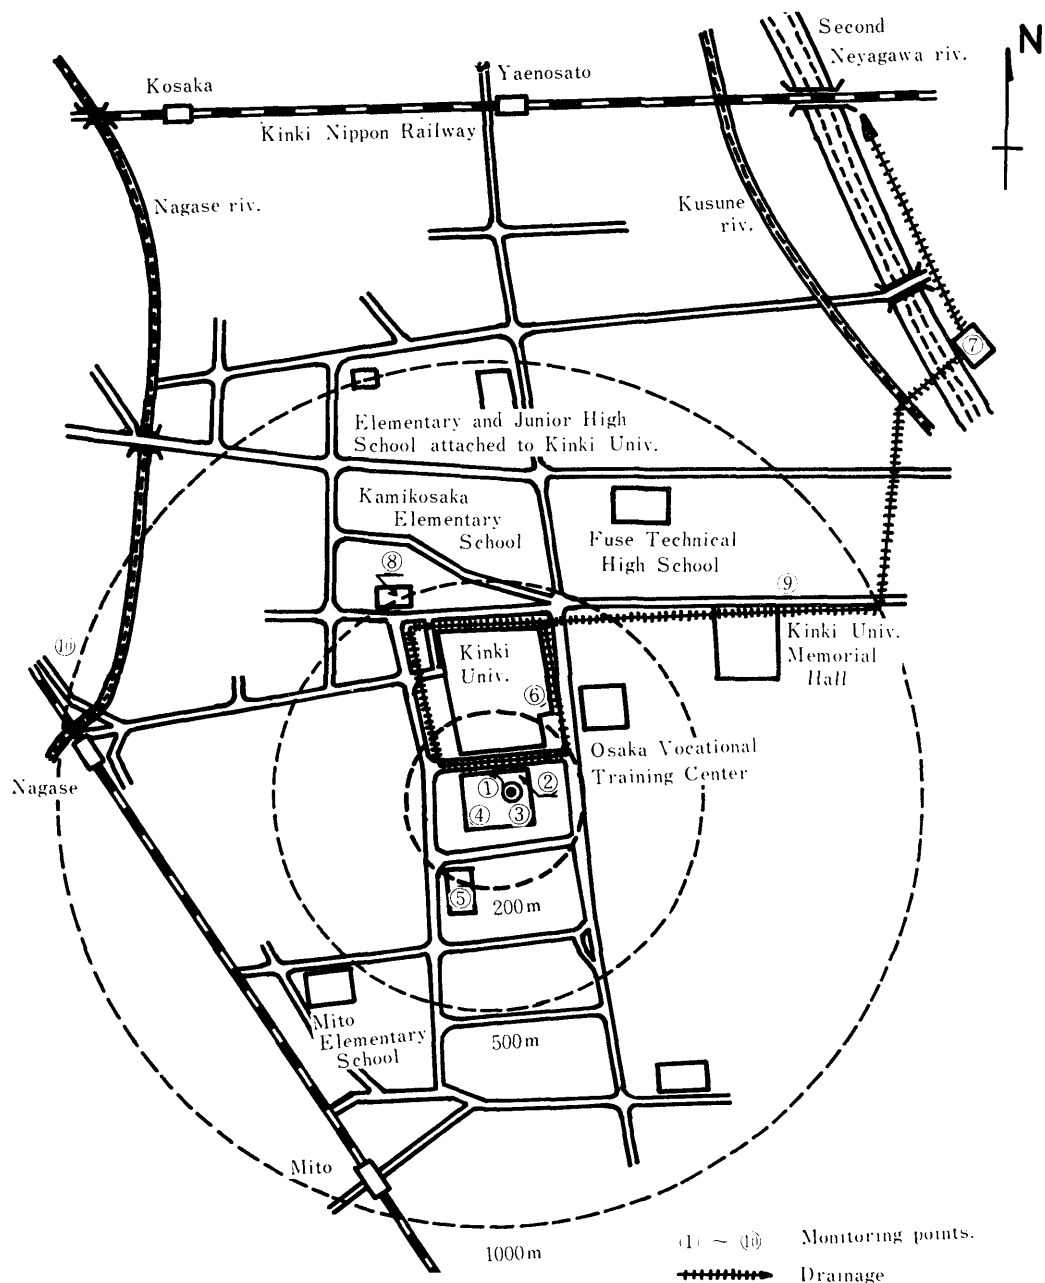 Second
Neyagawa riv.
N
Kosaka
Yaenosato
Kinki Nippon Railway
Nagase riv.
Kusune
riv.
⑦
Elementary and Junior High
School attached to Kinki Univ.
Kamikosaka
Elementary
School
Fuse Technical
High School
⑧
⑨
⑩
Kinki
Univ.
Kinki Univ.
Memorial
Hall
⑥
Osaka Vocational
Training Center
Nagase
① ②
④ ③
⑤
200m
Mito
Elementary
School
500m
Mito
1000m
(1) ~ ⑩ Monitoring points.
Drainage